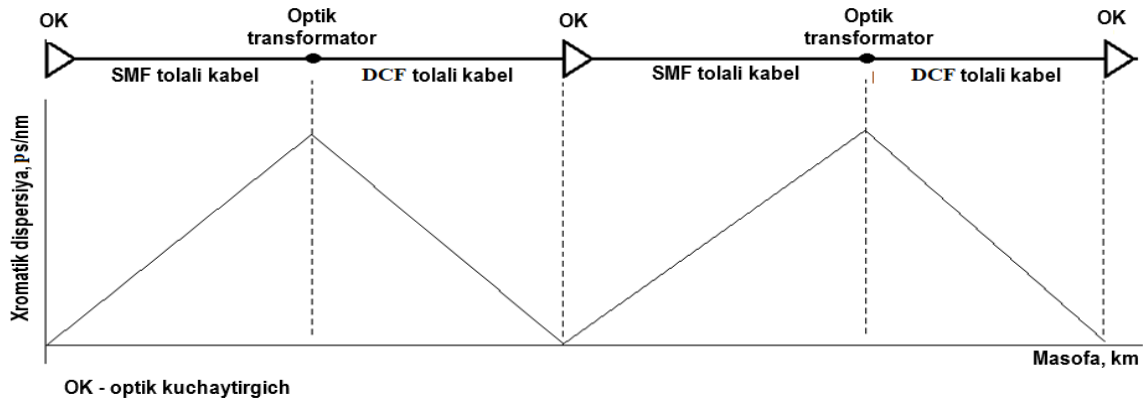 OK
Optik
transformator
OK
Optik
transformator
OK
SMF tolali kabel
DCF tolali kabel
SMF tolali kabel
DCF tolali kabel
Xromatik dispersiya, ps/nm
Masofa, km
OK - optik kuchaytirgich